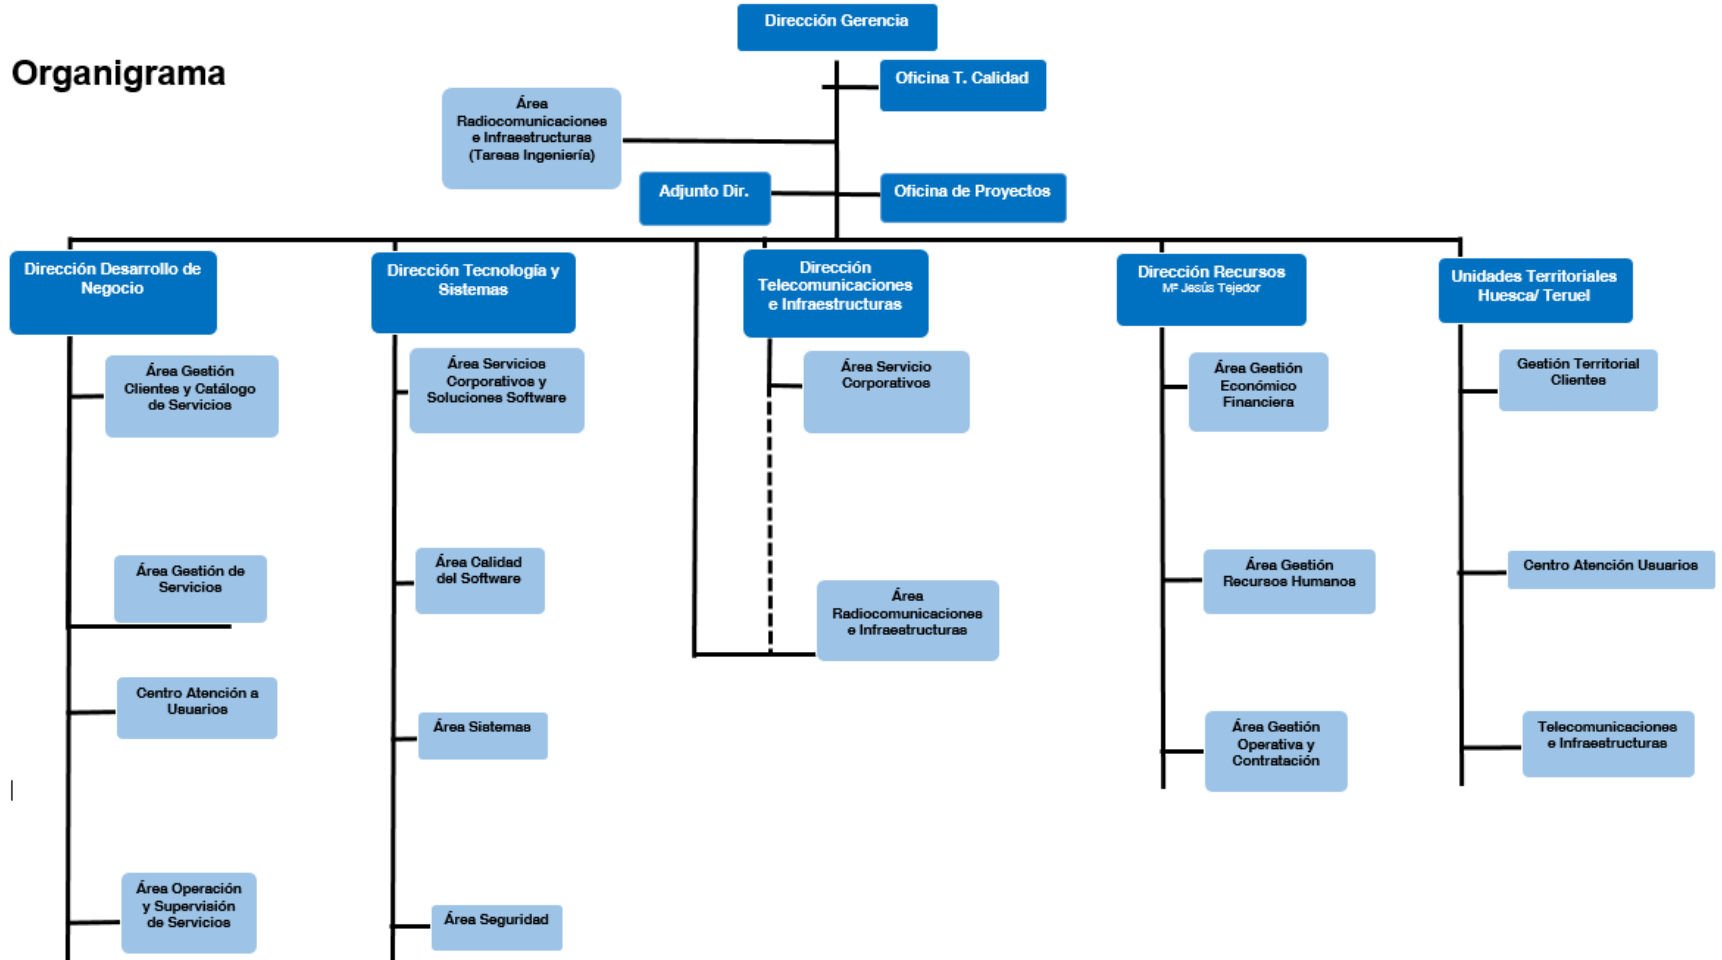 Organigrama
Dirección Gerencia
Oficina T. Calidad
Área
Radiocomunicaciones
e Infraestructuras
(Tareas Ingeniería)
Adjunto Dir.
Oficina de Proyectos
Dirección Desarrollo de
Negocio
Área Gestión
Clientes y Catálogo
de Servicios
Área Gestión de
Servicios
Centro Atención a
Usuarios
Área Operación
y Supervisión
de Servicios
Dirección Tecnología y
Sistemas
Área Servicios
Corporativos y
Soluciones Software
Área Calidad
del Software
Área Sistemas
Área Seguridad
Dirección
Telecomunicaciones
e Infraestructuras
Área Servicio
Corporativos
Área
Radiocomunicaciones
e Infraestructuras
Dirección Recursos
Mª Jesús Tejedor
Área Gestión
Económico
Financiera
Área Gestión
Recursos Humanos
Área Gestión
Operativa y
Contratación
Unidades Territoriales
Huesca/ Teruel
Gestión Territorial
Clientes
Centro Atención Usuarios
Telecomunicaciones
e Infraestructuras